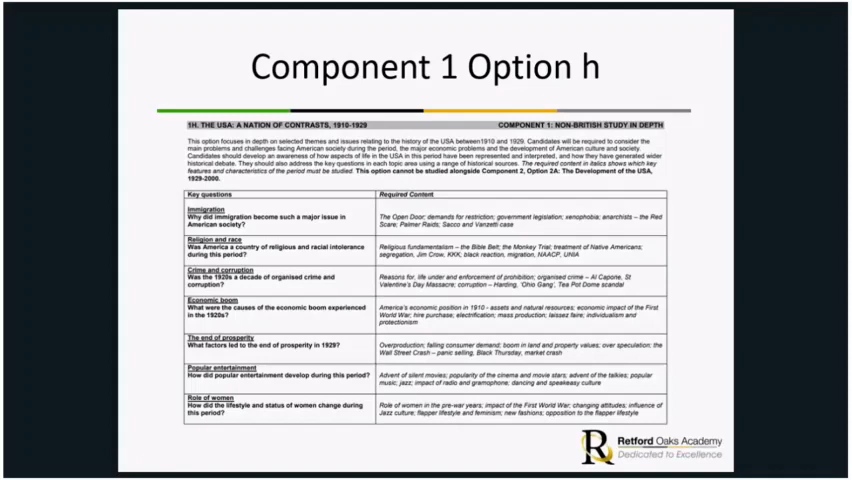 Component 1 Option h
1H. THE USA: A NATION OF CONTRASTS, 1910-1929 COMPONENT 1: NON-BRITISH STUDY IN DEPTH
This option focuses in depth on selected themes and issues relating to the history of the USA between1910 and 1929. Candidates will be required to consider the
main problems and challenges facing American society during the period, the major economic problems and the development of American culture and society.
Candidates should develop an awareness of how aspects of life in the USA in this period have been represented and interpreted, and how they have generated wider
historical debate. They should also address the key questions in each topic area using a range of historical sources. The required content in italics shows which key
features and characteristics of the period must be studied. This option cannot be studied alongside Component 2, Option 2A: The Development of the USA,
1929-2000.
Key questions Required Content
Immigration
Why did immigration become such a major issue in American society?
The Open Door; demands for restriction; government legislation; xenophobia; anarchists – the Red
Scare; Palmer Raids; Sacco and Vanzetti case
Religion and race
Was America a country of religious and racial intolerance
during this period?
Religious fundamentalism – the Bible Belt; the Monkey Trial; treatment of Native Americans;
segregation, Jim Crow, KKK; black reaction, migration, NAACP, UNIA
Crime and corruption
Was the 1920s a decade of organised crime and
corruption?
Reasons for, life under and enforcement of prohibition; organised crime – Al Capone, St
Valentine's Day Massacre; corruption – Harding, 'Ohio Gang', Tea Pot Dome scandal
Economic boom
What were the causes of the economic boom experienced
in the 1920s?
America's economic position in 1910 - assets and natural resources; economic impact of the First
World War; hire purchase; electrification; mass production; laissez faire; individualism and
protectionism
The end of prosperity
What factors led to the end of prosperity in 1929?
Overproduction; falling consumer demand; boom in land and property values; over speculation; the
Wall Street Crash – panic selling, Black Thursday, market crash
Popular entertainment
How did popular entertainment develop during this period?
Advent of silent movies; popularity of the cinema and movie stars; advent of the talkies; popular
music; jazz; impact of radio and gramophone; dancing and speakeasy culture
Role of women
How did the lifestyle and status of women change during
this period?
Role of women in the pre-war years; impact of the First World War; changing attitudes; influence of
Jazz culture; flapper lifestyle and feminism; new fashions; opposition to the flapper lifestyle
Retford Oaks Academy
Dedicated to Excellence